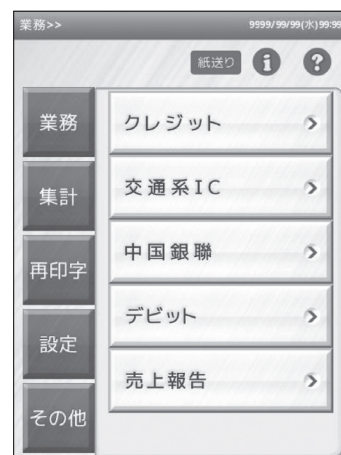 業務>>
9999/99/99(水)99:99
紙送り i ?
業務
集計
再印字
設定
その他
クレジット
交通系IC
中国銀聯
デビット
売上報告